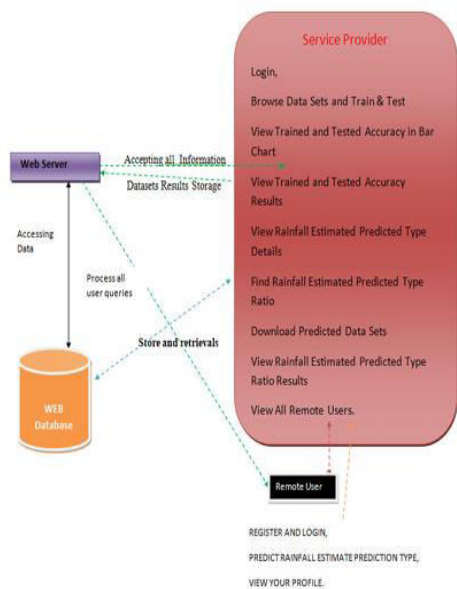 Service Provider
Login,
Browse Data Sets and Train & Test
View Trained and Tested Accuracy in Bar
Chart
View Trained and Tested Accuracy
Results
View Rainfall Estimated Predicted Type
Details
Find Rainfall Estimated Predicted Type
Ratio
Download Predicted Data Sets
View Rainfall Estimated Predicted Type
Ratio Results
View All Remote Users.
Web Server
Accepting all Information
Datasets Results Storage
Accessing
Data
Process all
user queries
Store and retrievals
WEB
Database
Remote User
REGISTER AND LOGIN,
PREDICT RAINFALL ESTIMATE PREDICTION TYPE,
VIEW YOUR PROFILE.